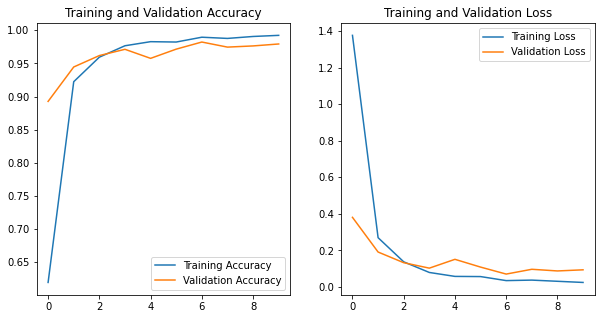 Training and Validation Accuracy
1.00
0.95
0.90
0.85
0.80
0.75
0.70
0.65
0 2 4 6 8
Training Accuracy
Validation Accuracy
Training and Validation Loss
1.4
1.2
1.0
0.8
0.6
0.4
0.2
0.0
0 2 4 6 8
Training Loss
Validation Loss